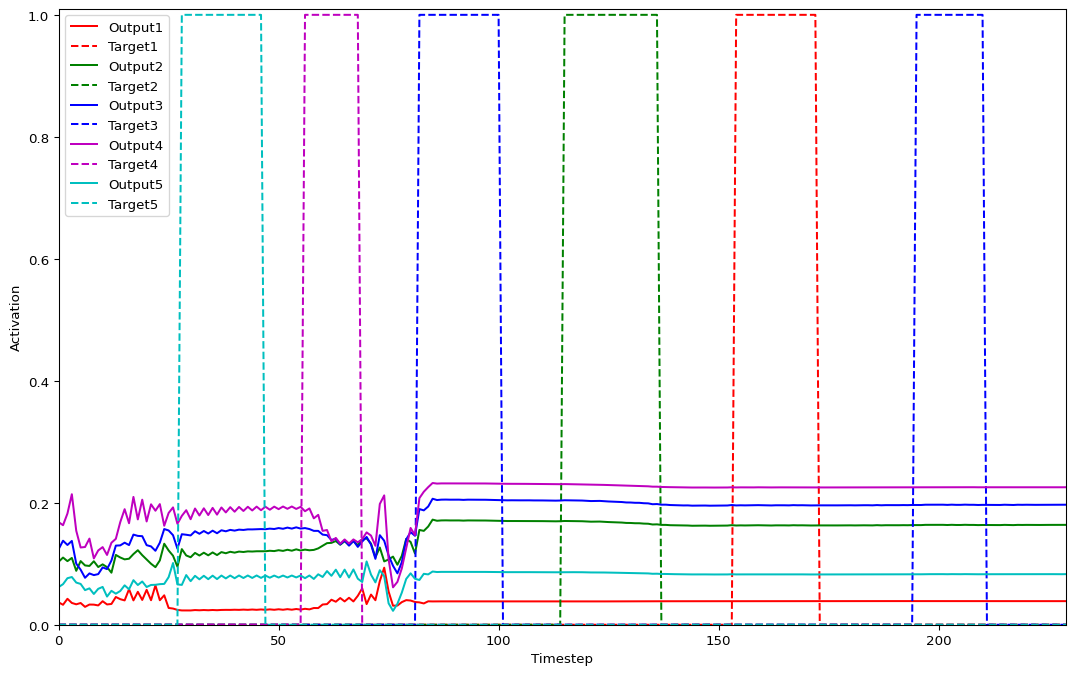 1.0
0.8
0.6
0.4
0.2
0.0
Activation
Output1
Target1
Output2
Target2
Output3
Target3
Output4
Target4
Output5
Target5
0
50
100
150
200
Timestep